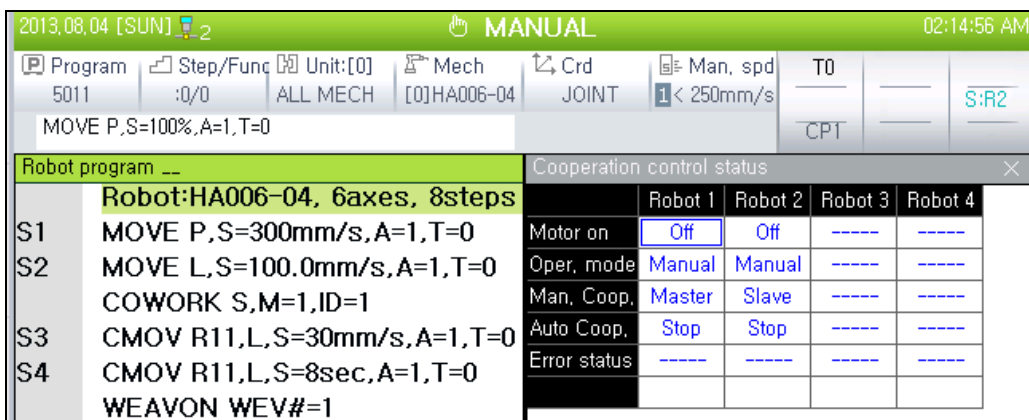 2013,08,04 [SUN] 2 MANUAL 02:14:56 AM
Program Step/Func Unit:[0] Mech Crd Man, spd T0
5011 :0/0 ALL MECH [0]HA006-04 JOINT 1 < 250mm/s S:R2
MOVE P,S=100%,A=1,T=0 CP1
Robot program __
Robot:HA006-04, 6axes, 8steps
S1 MOVE P,S=300mm/s,A=1,T=0
S2 MOVE L,S=100.0mm/s,A=1,T=0
COWORK S,M=1,ID=1
S3 CMOV R11,L,S=30mm/s,A=1,T=0
S4 CMOV R11,L,S=8sec,A=1,T=0
WEAVON WEV#=1
Cooperation control status
Robot 1 Robot 2 Robot 3 Robot 4
Motor on Off Off ----- -----
Oper, mode Manual Manual ----- -----
Man, Coop, Master Slave ----- -----
Auto Coop, Stop Stop ----- -----
Error status ----- ----- ----- -----